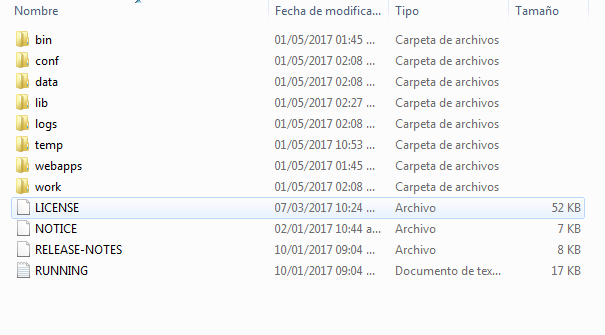 Nombre Fecha de modifica... Tipo Tamaño
bin 01/05/2017 01:45 ... Carpeta de archivos
conf 01/05/2017 02:08 ... Carpeta de archivos
data 01/05/2017 02:08 ... Carpeta de archivos
lib 01/05/2017 02:27 ... Carpeta de archivos
logs 01/05/2017 02:08 ... Carpeta de archivos
temp 01/05/2017 10:53 ... Carpeta de archivos
webapps 01/05/2017 01:45 ... Carpeta de archivos
work 01/05/2017 02:08 ... Carpeta de archivos
LICENSE 07/03/2017 10:24 ... Archivo 52 KB
NOTICE 02/01/2017 10:44 a... Archivo 7 KB
RELEASE-NOTES 10/01/2017 09:04 ... Archivo 8 KB
RUNNING 10/01/2017 09:04 ... Documento de tex... 17 KB